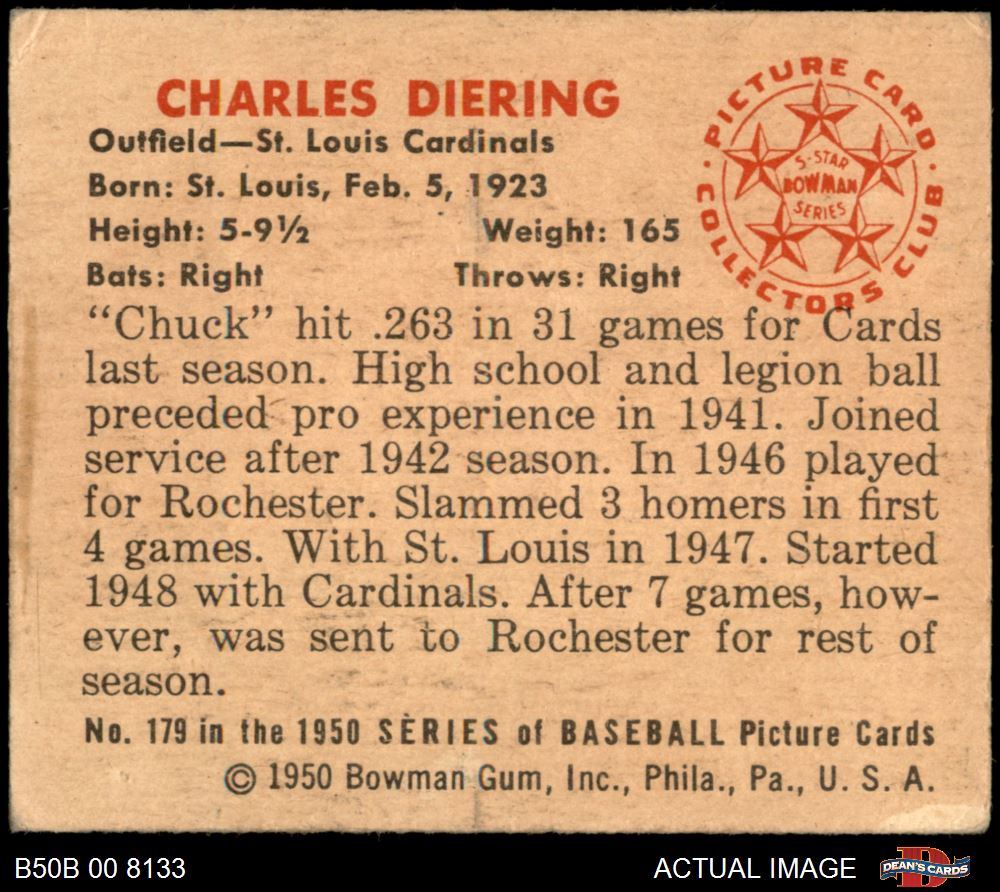 CHARLES DIERING
Outfield—St. Louis Cardinals
Born: St. Louis, Feb. 5, 1923
Height: 5-9½ Weight: 165
Bats: Right Throws: Right
PICTURE CARD
COLLECTORS CLUB
5-STAR
BOWMAN
SERIES
"Chuck" hit .263 in 31 games for Cards
last season. High school and legion ball
preceded pro experience in 1941. Joined
service after 1942 season. In 1946 played
for Rochester. Slammed 3 homers in first
4 games. With St. Louis in 1947. Started
1948 with Cardinals. After 7 games, how-
ever, was sent to Rochester for rest of
season.
No. 179 in the 1950 SERIES of BASEBALL Picture Cards
© 1950 Bowman Gum, Inc., Phila., Pa., U. S. A.
B50B 00 8133
ACTUAL IMAGE
D
DEAN'S CARDS